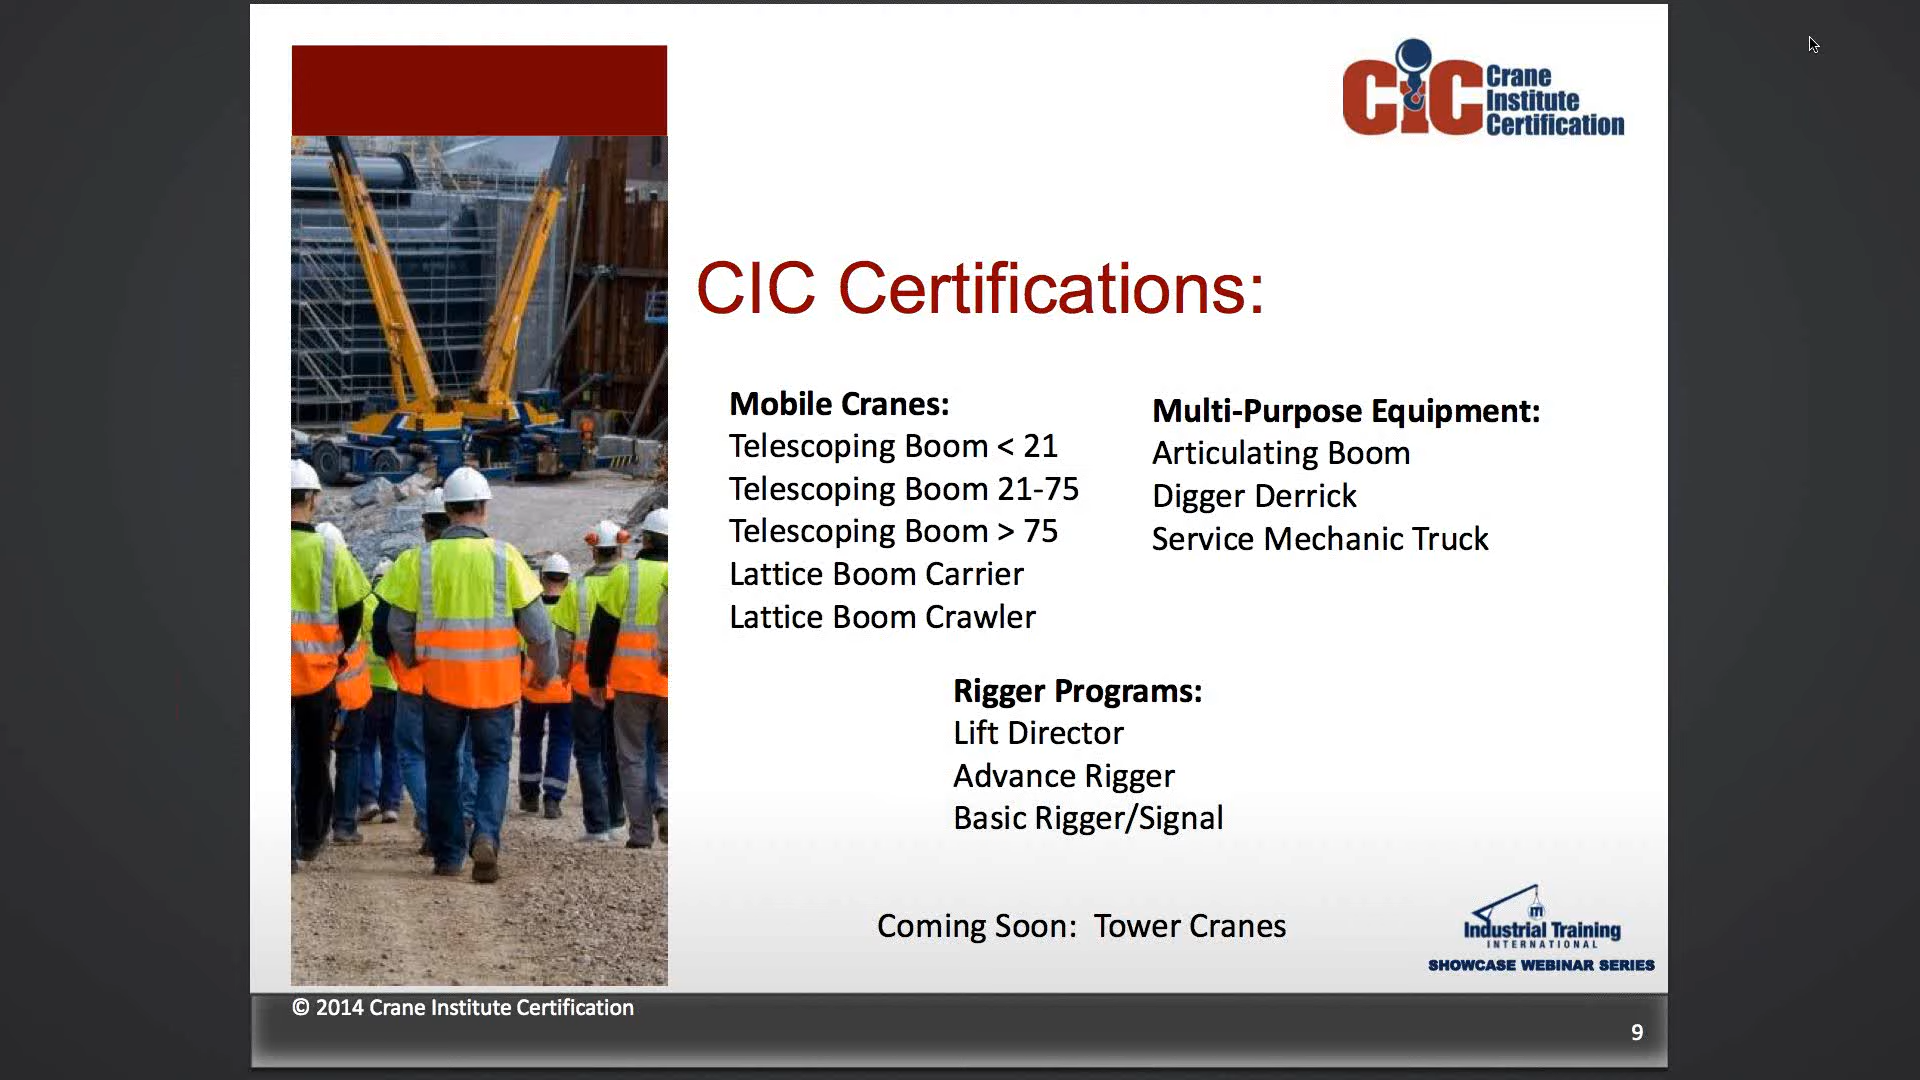 CiC Crane
Institute
Certification
CIC Certifications:
Mobile Cranes:
Telescoping Boom < 21
Telescoping Boom 21-75
Telescoping Boom > 75
Lattice Boom Carrier
Lattice Boom Crawler
Multi-Purpose Equipment:
Articulating Boom
Digger Derrick
Service Mechanic Truck
Rigger Programs:
Lift Director
Advance Rigger
Basic Rigger/Signal
Coming Soon: Tower Cranes
iti
Industrial Training
INTERNATIONAL
SHOWCASE WEBINAR SERIES
© 2014 Crane Institute Certification
9